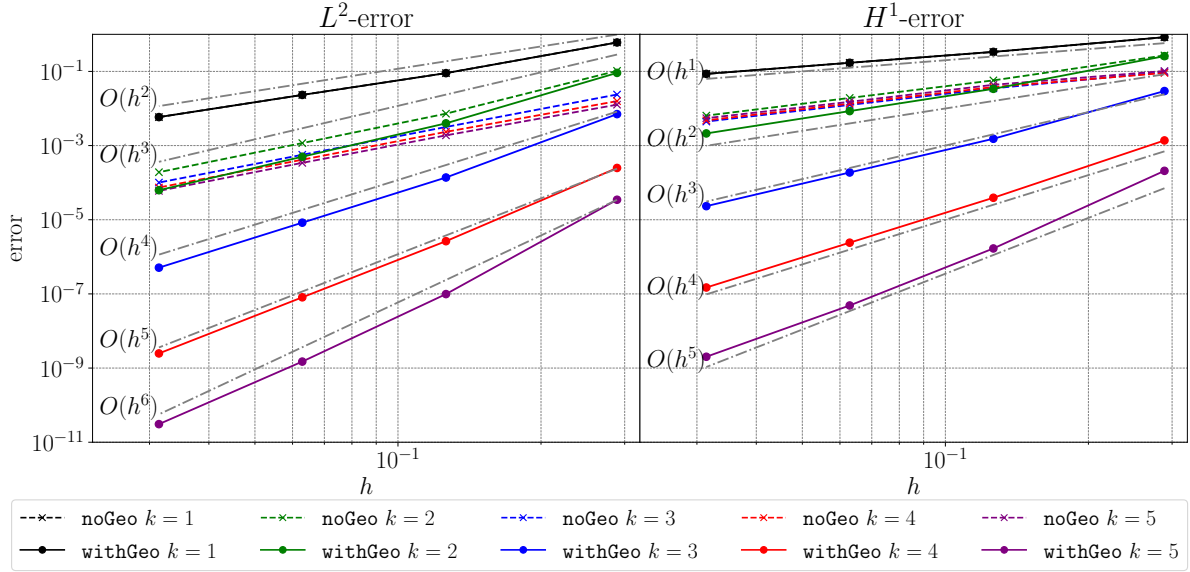 L²-error
H¹-error
error
10⁻¹
10⁻³
10⁻⁵
10⁻⁷
10⁻⁹
10⁻¹¹
O(h²)
O(h³)
O(h⁴)
O(h⁵)
O(h⁶)
O(h¹)
O(h²)
O(h³)
O(h⁴)
O(h⁵)
10⁻¹
10⁻¹
h
h
noGeo k = 1
noGeo k = 2
noGeo k = 3
noGeo k = 4
noGeo k = 5
withGeo k = 1
withGeo k = 2
withGeo k = 3
withGeo k = 4
withGeo k = 5